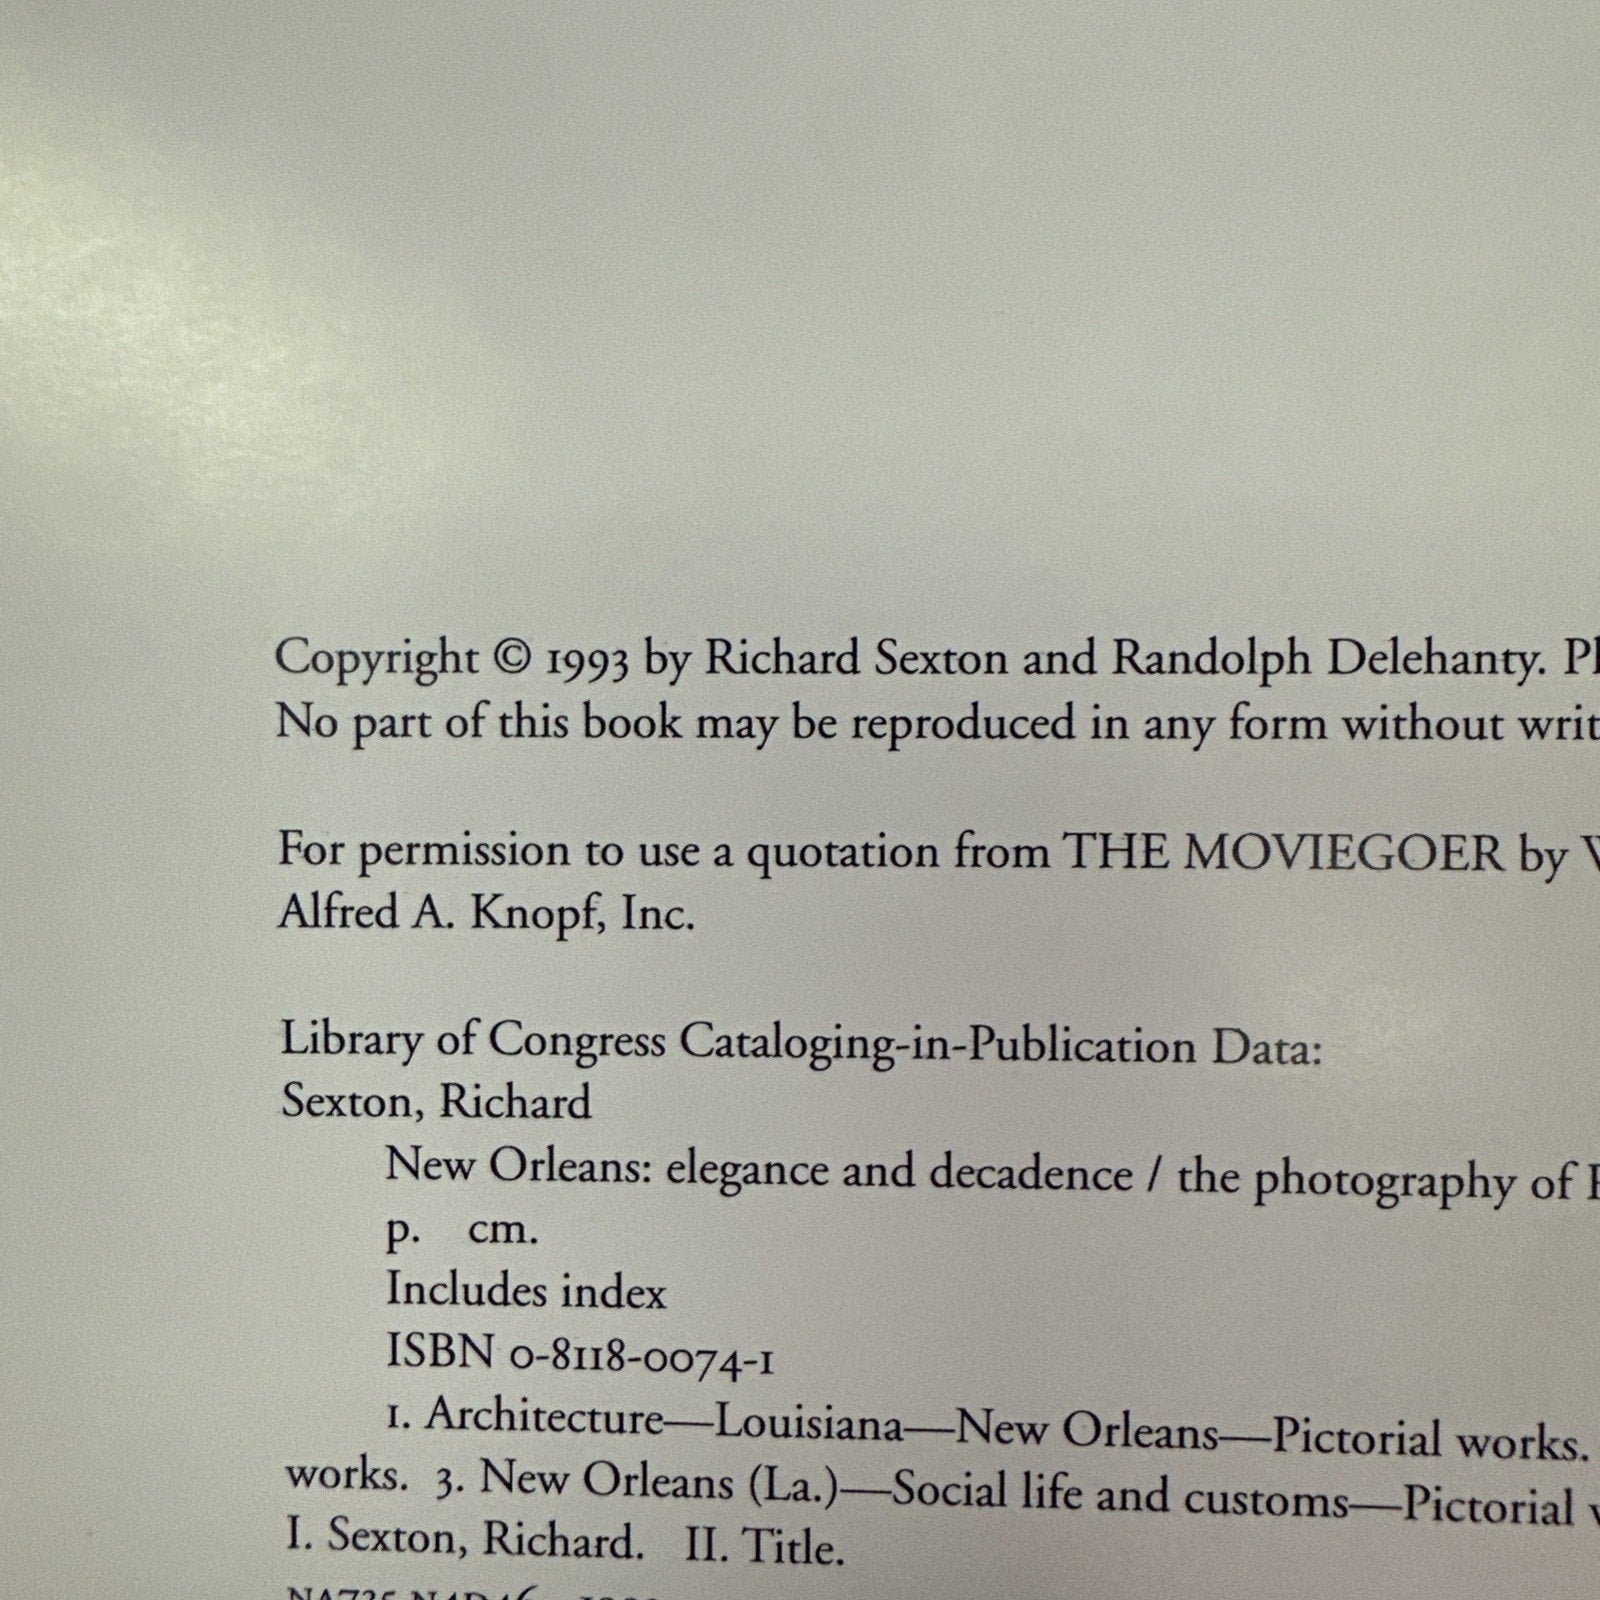 Copyright © 1993 by Richard Sexton and Randolph Delehanty.
No part of this book may be reproduced in any form without
For permission to use a quotation from THE MOVIEGOER by
Alfred A. Knopf, Inc.
Library of Congress Cataloging-in-Publication Data:
Sexton, Richard
New Orleans: elegance and decadence / the photography of
p. cm.
Includes index
ISBN 0-8118-0074-1
1. Architecture—Louisiana—New Orleans—Pictorial works.
works. 3. New Orleans (La.)—Social life and customs—Pictorial
I. Sexton, Richard. II. Title.